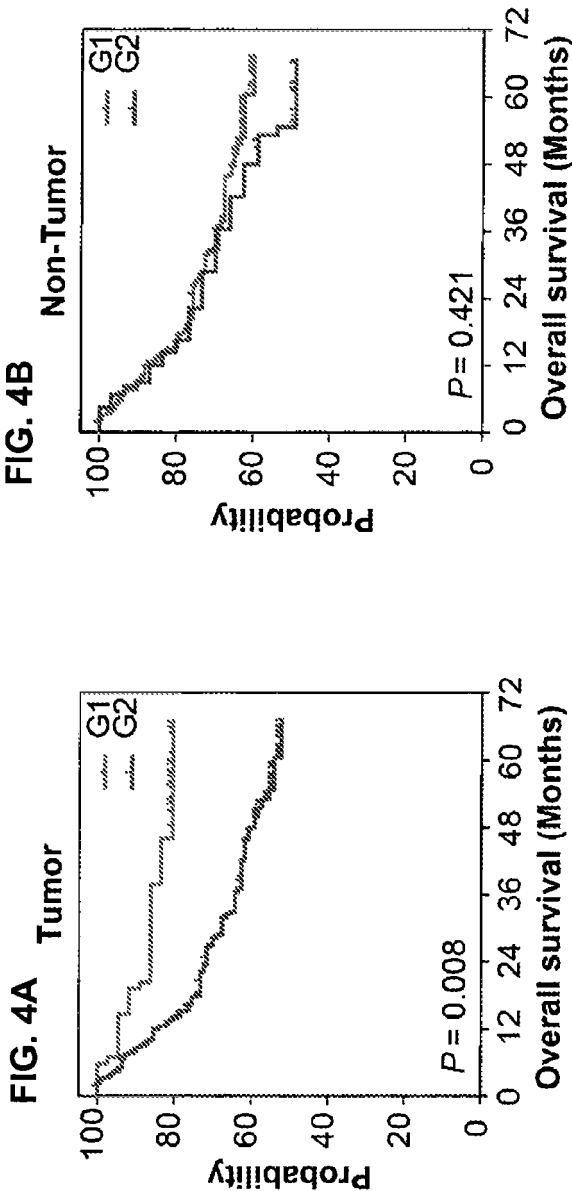 FIG. 4A
Tumor
G1
G2
Probability
100
80
60
40
20
0
P = 0.008
0 12 24 36 48 60 72
Overall survival (Months)
FIG. 4B
Non-Tumor
G1
G2
Probability
100
80
60
40
20
0
P = 0.421
0 12 24 36 48 60 72
Overall survival (Months)